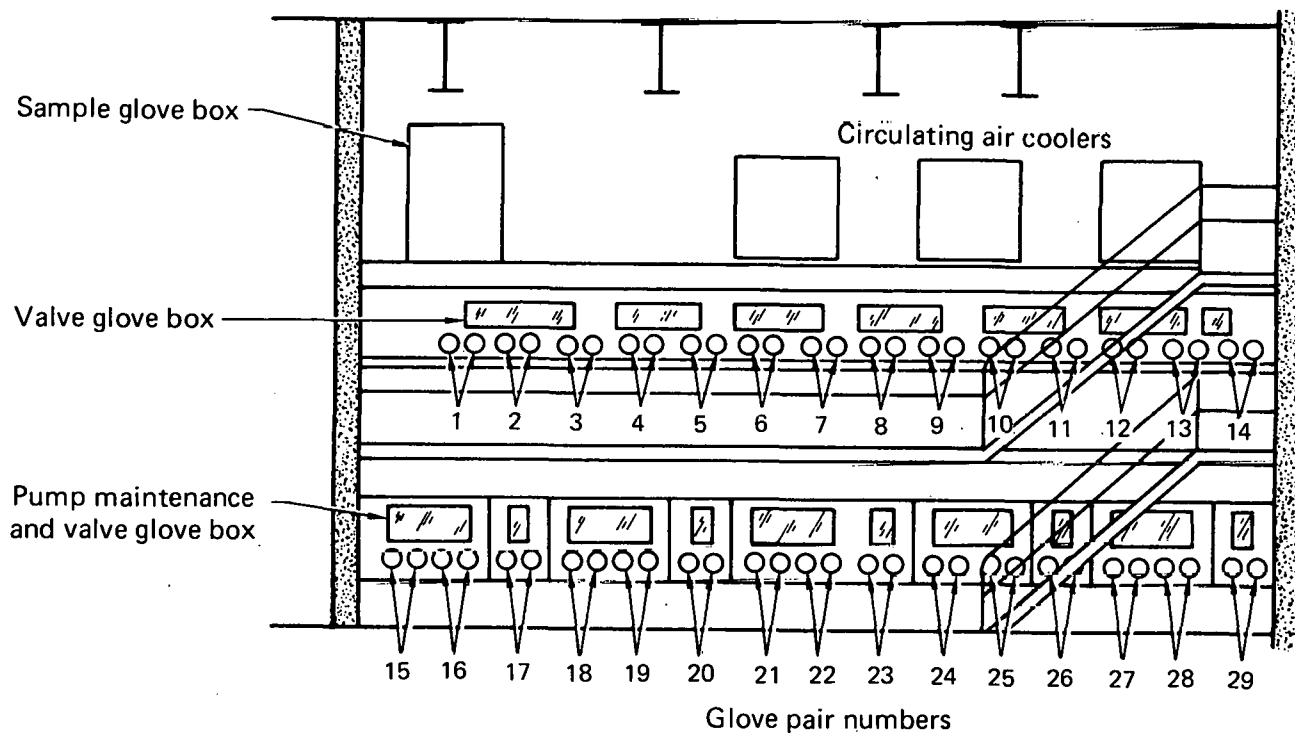 Sample glove box
Circulating air coolers
Valve glove box
1 2 3 4 5 6 7 8 9 10 11 12 13 14
Pump maintenance
and valve glove box
15 16 17 18 19 20 21 22 23 24 25 26 27 28 29
Glove pair numbers